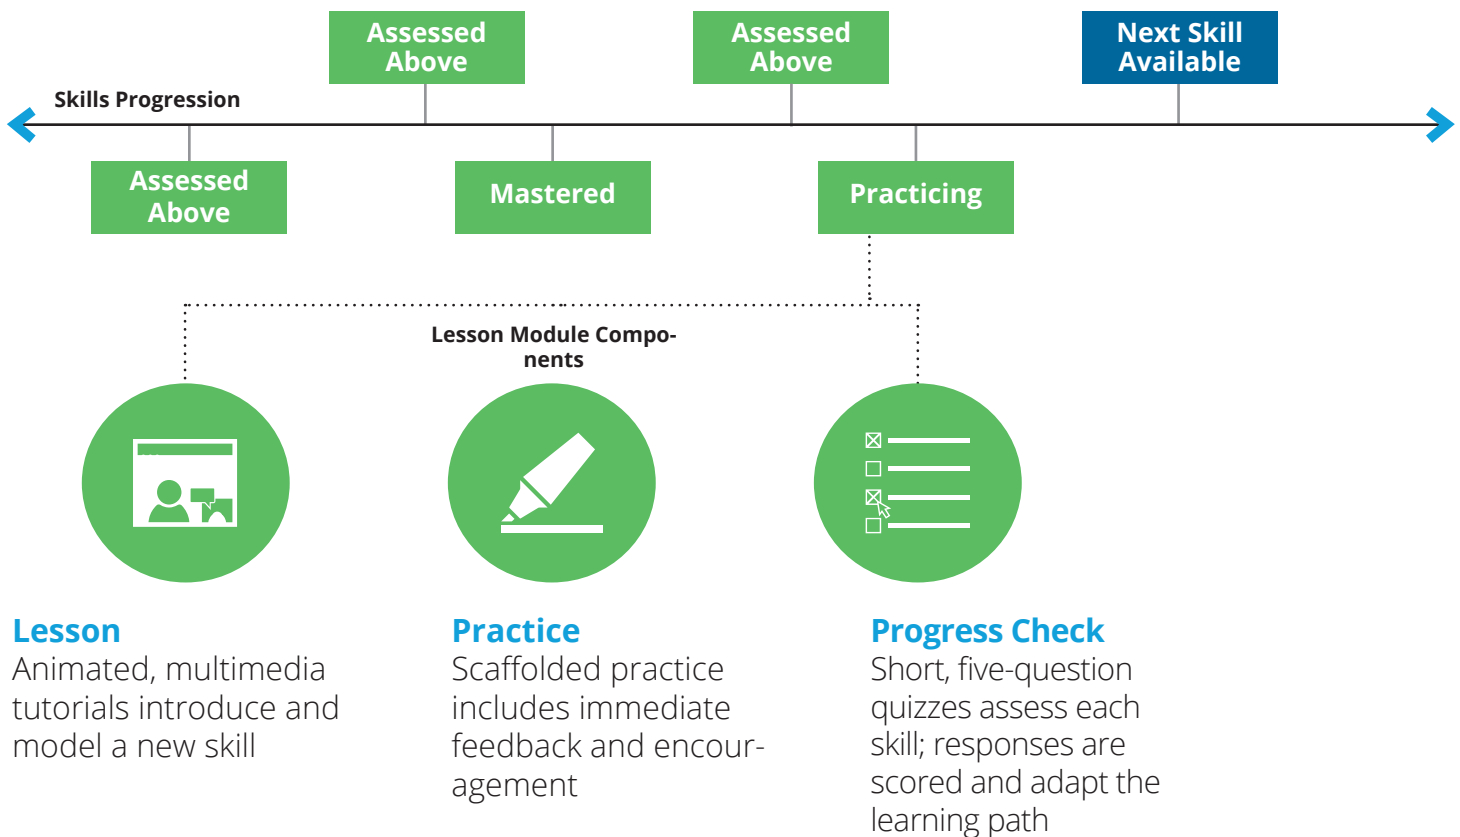 Assessed
Above
Assessed
Above
Next Skill
Available
Skills Progression
Assessed
Above
Mastered
Practicing
Lesson Module Compo-
nents
Lesson
Animated, multimedia
tutorials introduce and
model a new skill
Practice
Scaffolded practice
includes immediate
feedback and encour-
agement
Progress Check
Short, five-question
quizzes assess each
skill; responses are
scored and adapt the
learning path